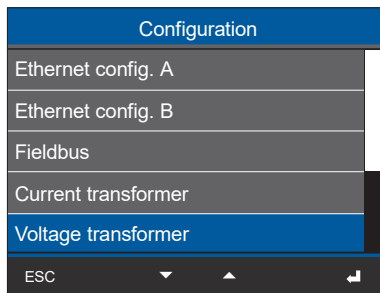 Configuration
Ethernet config. A
Ethernet config. B
Fieldbus
Current transformer
Voltage transformer
ESC